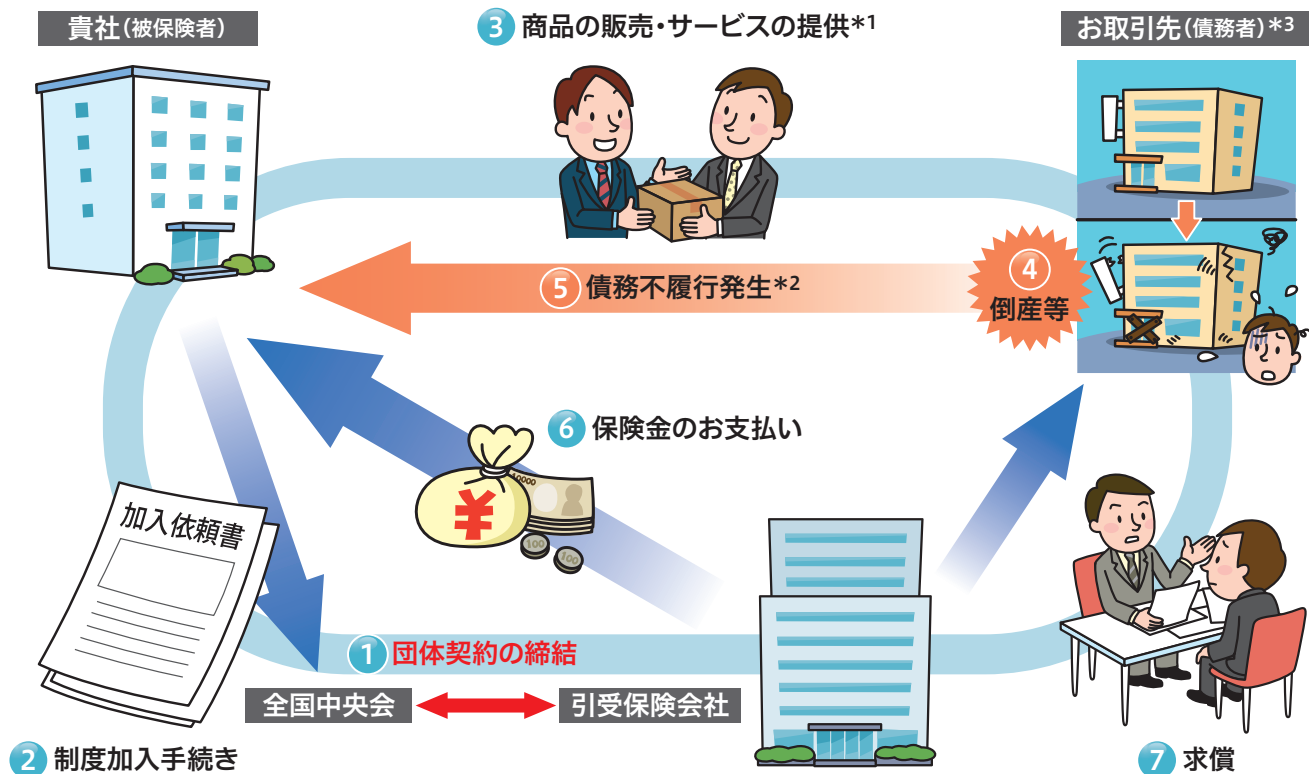 貴社(被保険者)
3 商品の販売・サービスの提供*1
お取引先(債務者)*3
4
倒産等
5 債務不履行発生*2
6 保険金のお支払い
10000
¥
100
100
加入依頼書
1 団体契約の締結
全国中央会
引受保険会社
2 制度加入手続き
7 求償